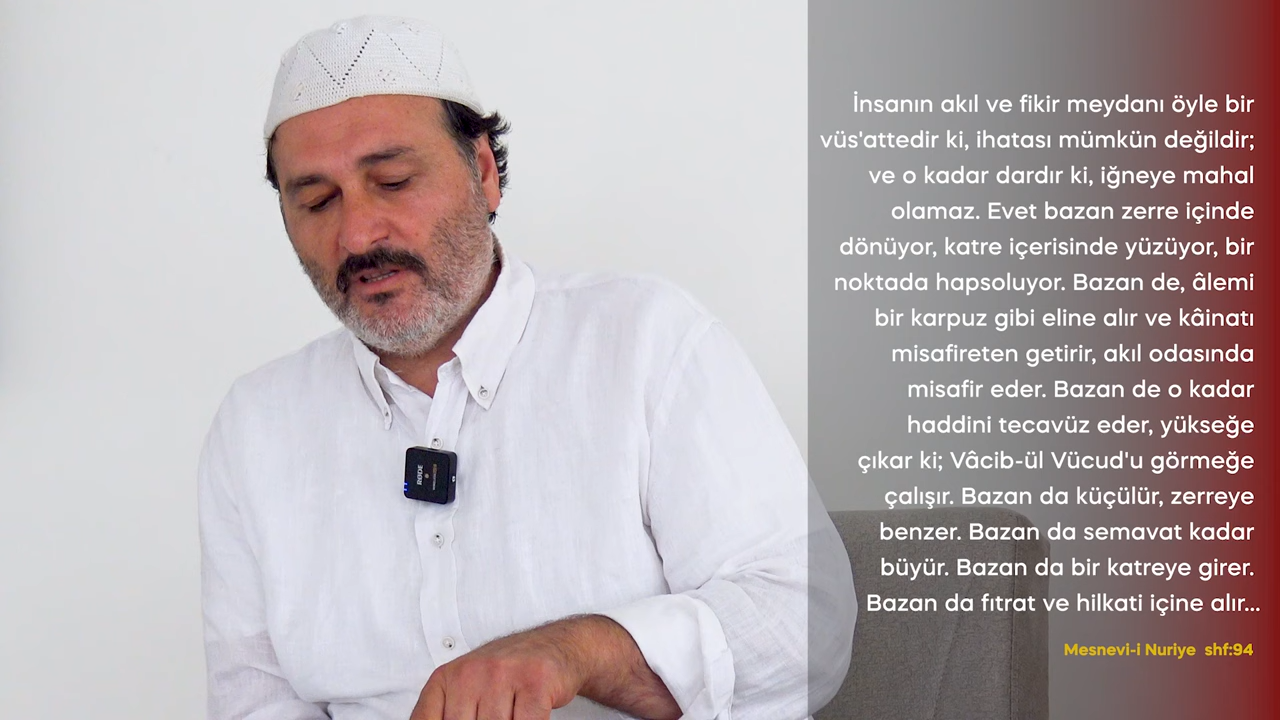 İnsanın akıl ve fikir meydanı öyle bir
vüs'attedir ki, ihatası mümkün değildir;
ve o kadar dardır ki, iğneye mahal
olamaz. Evet bazan zerre içinde
dönüyor, katre içerisinde yüzüyor, bir
noktada hapsoluyor. Bazan de, âlemi
bir karpuz gibi eline alır ve kâinatı
misafireten getirir, akıl odasında
misafir eder. Bazan de o kadar
haddini tecavüz eder, yükseğe
çıkar ki; Vâcib-ül Vücud'u görmeğe
çalışır. Bazan da küçülür, zerreye
benzer. Bazan da semavat kadar
büyür. Bazan da bir katreye girer.
Bazan da fıtrat ve hilkati içine alır...
Mesnevi-i Nuriye shf:94
RØDE